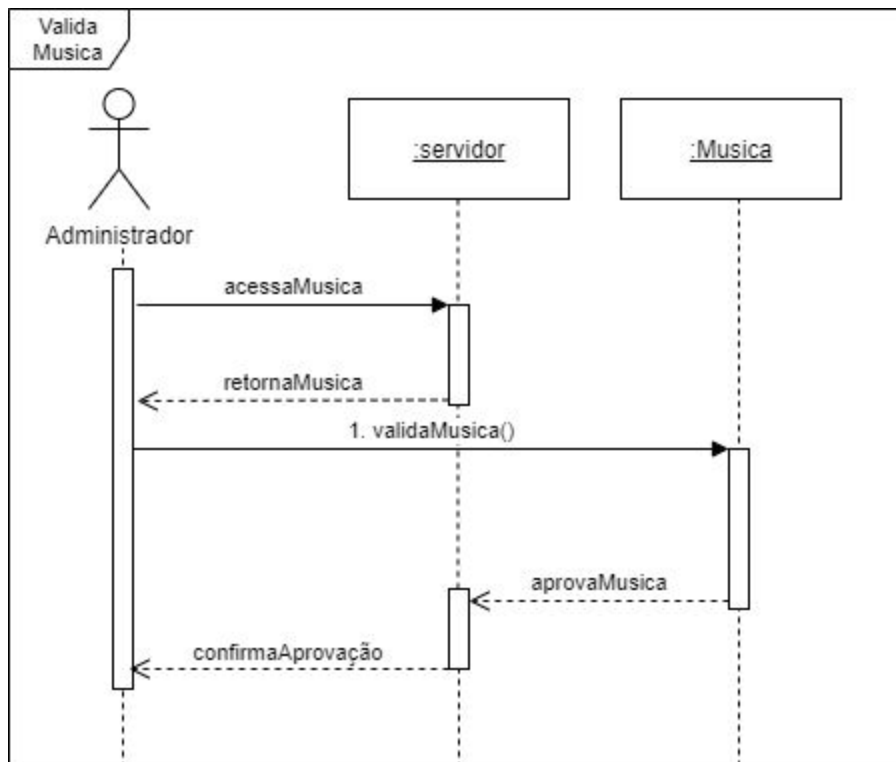 Valida
Musica
:servidor
:Musica
Administrador
acessaMusica
retornaMusica
1. validaMusica()
aprovaMusica
confirmaAprovação